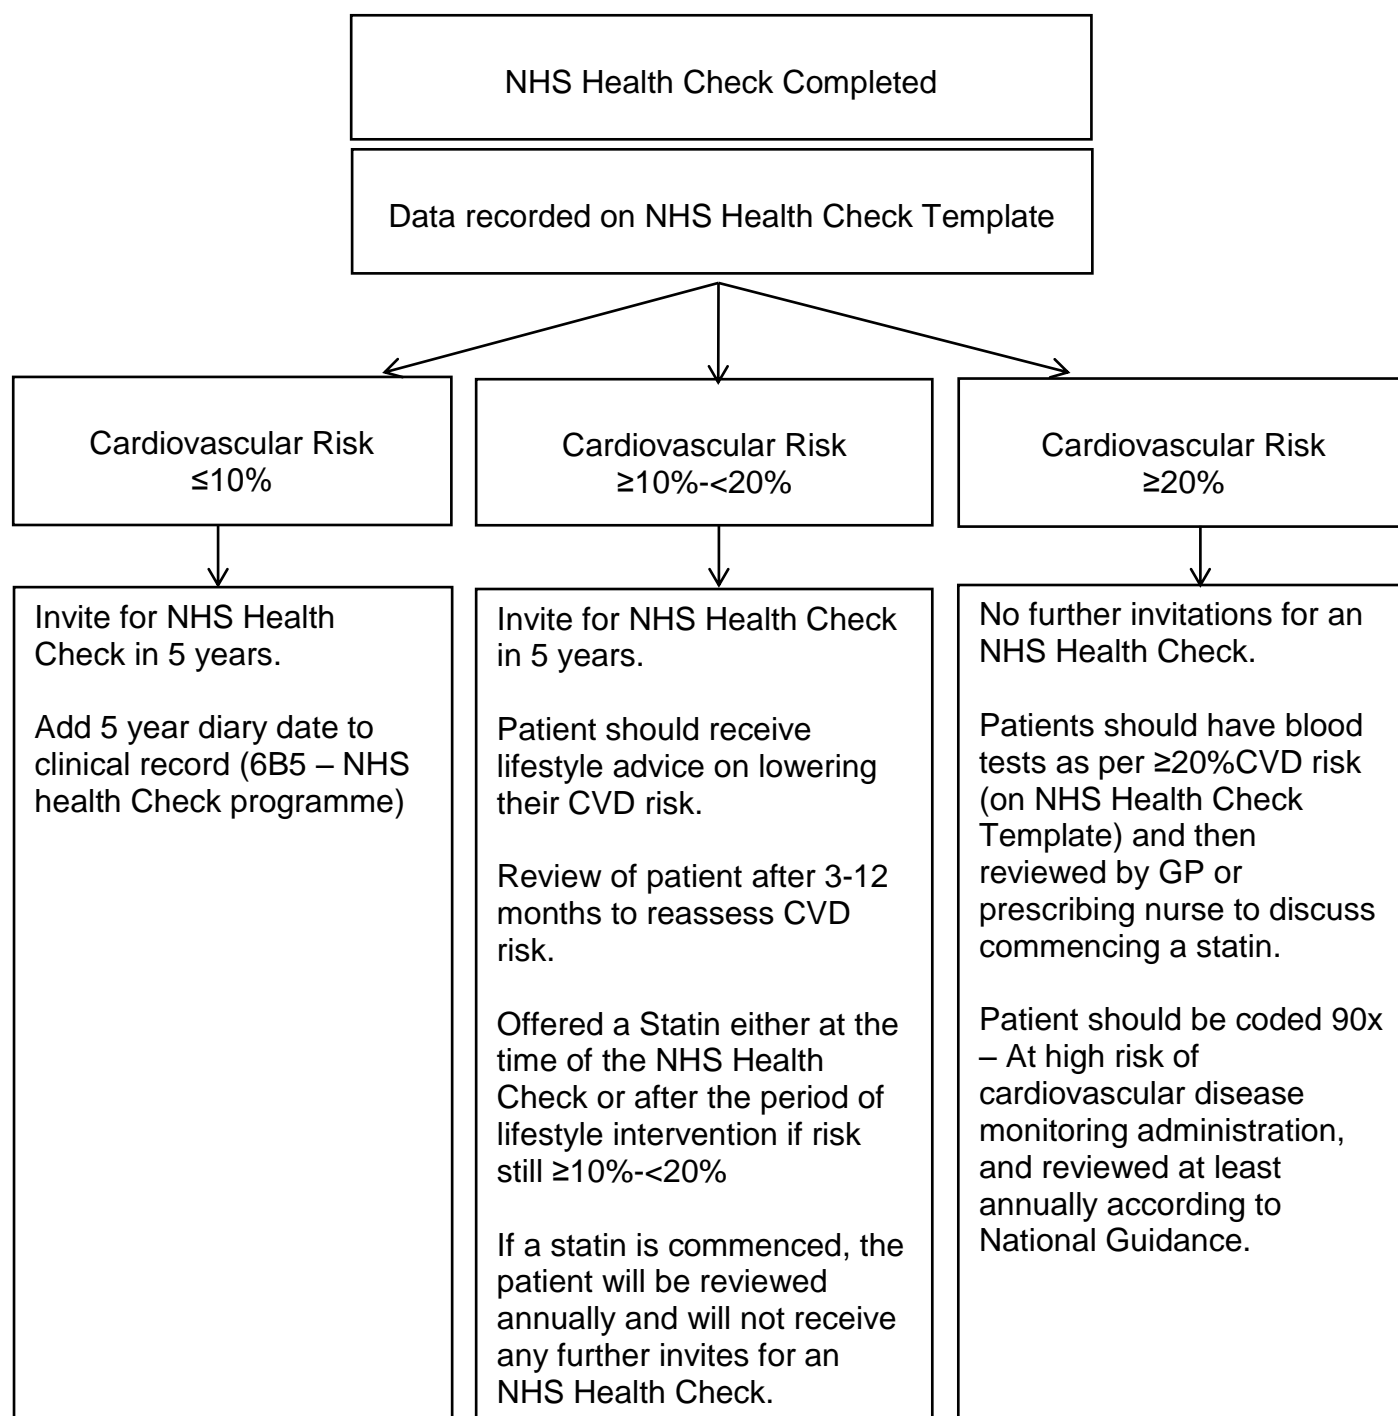 NHS Health Check Completed
Data recorded on NHS Health Check Template
Cardiovascular Risk
≤10%
Cardiovascular Risk
≥10%-<20%
Cardiovascular Risk
≥20%
Invite for NHS Health
Check in 5 years.
Add 5 year diary date to
clinical record (6B5 – NHS
health Check programme)
Invite for NHS Health Check
in 5 years.
Patient should receive
lifestyle advice on lowering
their CVD risk.
Review of patient after 3-12
months to reassess CVD
risk.
Offered a Statin either at the
time of the NHS Health
Check or after the period of
lifestyle intervention if risk
still ≥10%-<20%
If a statin is commenced, the
patient will be reviewed
annually and will not receive
any further invites for an
NHS Health Check.
No further invitations for an
NHS Health Check.
Patients should have blood
tests as per ≥20%CVD risk
(on NHS Health Check
Template) and then
reviewed by GP or
prescribing nurse to discuss
commencing a statin.
Patient should be coded 90x
– At high risk of
cardiovascular disease
monitoring administration,
and reviewed at least
annually according to
National Guidance.